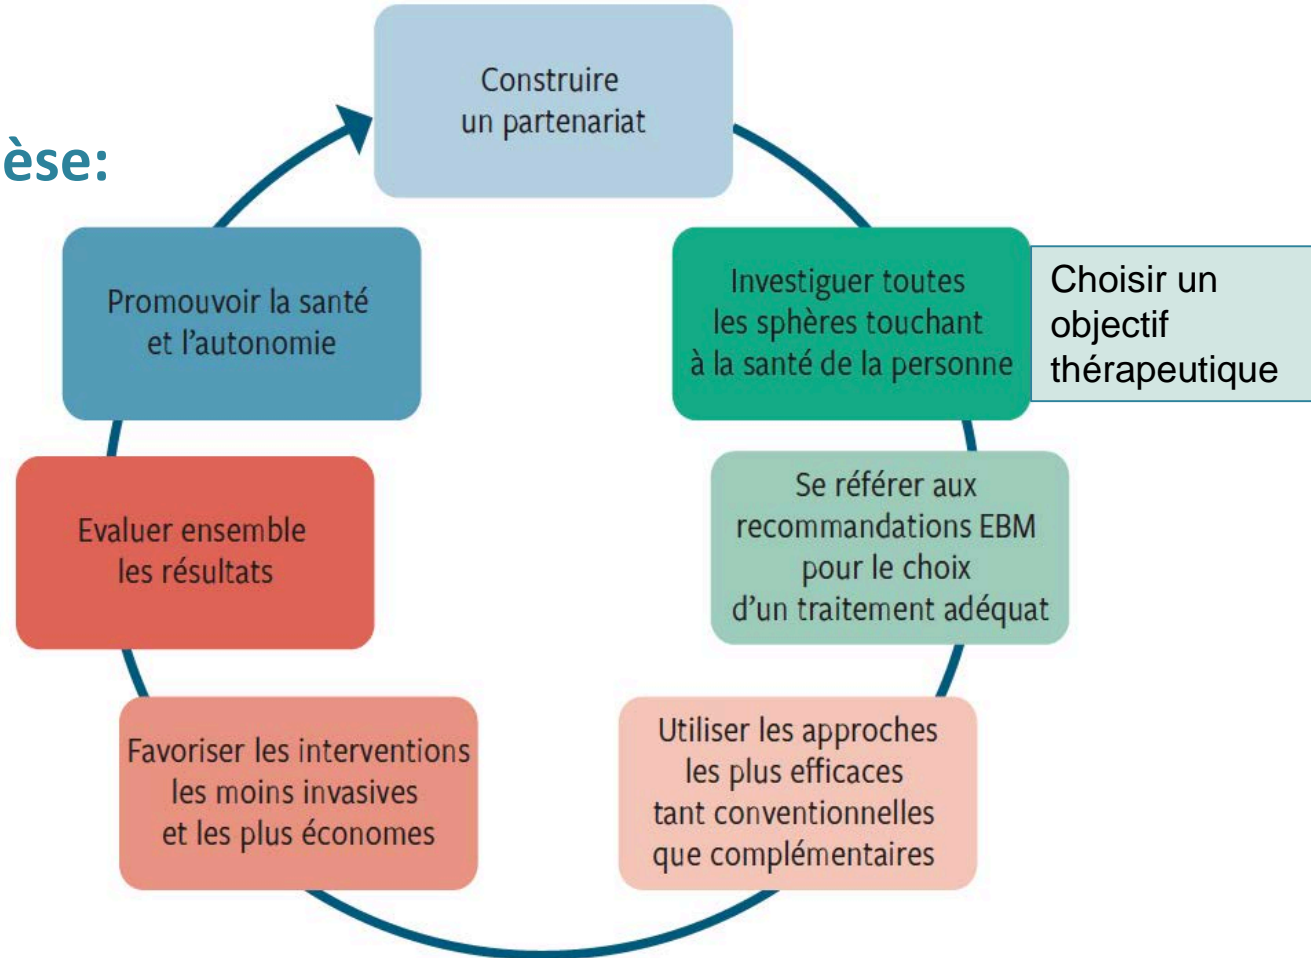 èse:
Construire
un partenariat
Investiguer toutes
les sphères touchant
à la santé de la personne
Choisir un
objectif
thérapeutique
Se référer aux
recommandations EBM
pour le choix
d'un traitement adéquat
Utiliser les approches
les plus efficaces
tant conventionnelles
que complémentaires
Favoriser les interventions
les moins invasives
et les plus économes
Evaluer ensemble
les résultats
Promouvoir la santé
et l'autonomie